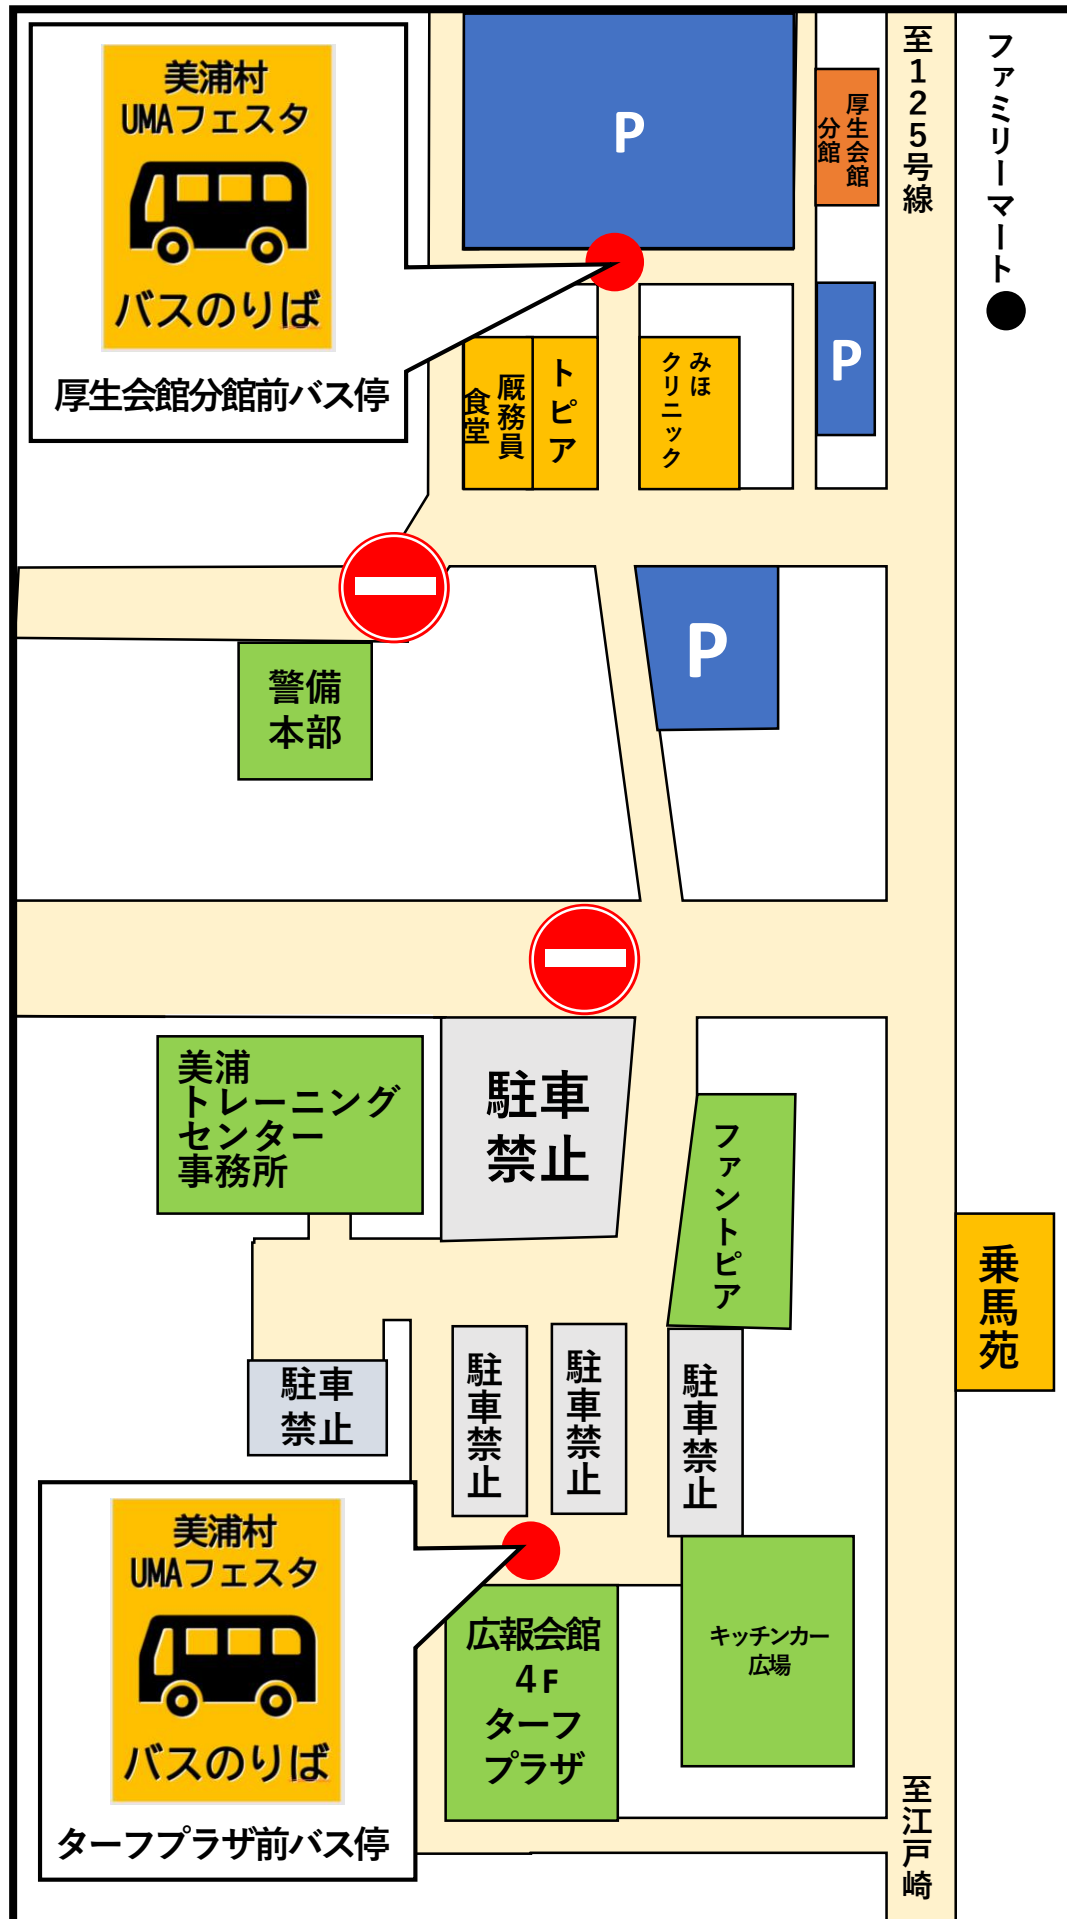 美浦村
UMAフェスタ
バスのりば
厚生会館分館前バス停
P
厚生会館
分館
至125号線
ファミリーマート
P
厩務員
食堂
トピア
みほ
クリニック
P
警備
本部
美浦
トレーニング
センター
事務所
駐車
禁止
ファントピア
乗馬苑
駐車
禁止
駐車禁止
駐車禁止
駐車禁止
美浦村
UMAフェスタ
バスのりば
ターフプラザ前バス停
広報会館
4F
ターフ
プラザ
キッチンカー
広場
至江戸崎